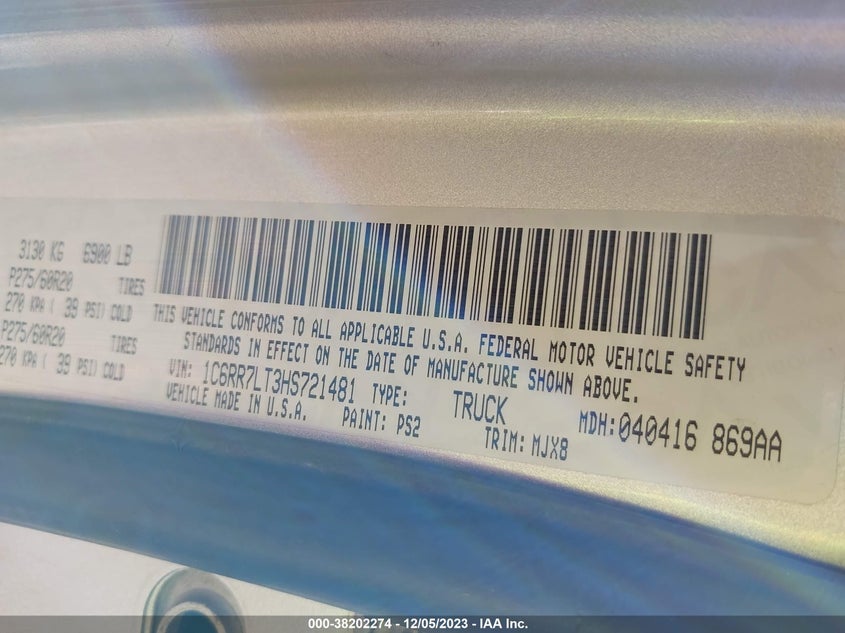 3130 KG 6900 LB
P275/60R20 TIRES
270 KPA ( 39 PSI) COLD
P275/60R20 TIRES
270 KPA ( 39 PSI) COLD
THIS VEHICLE CONFORMS TO ALL APPLICABLE U.S.A. FEDERAL MOTOR VEHICLE SAFETY
STANDARDS IN EFFECT ON THE DATE OF MANUFACTURE SHOWN ABOVE.
VIN: 1C6RR7LT3HS721481 TYPE: TRUCK MDH:040416 869AA
VEHICLE MADE IN U.S.A. PAINT: PS2 TRIM: MJX8
000-38202274 - 12/05/2023 - IAA Inc.